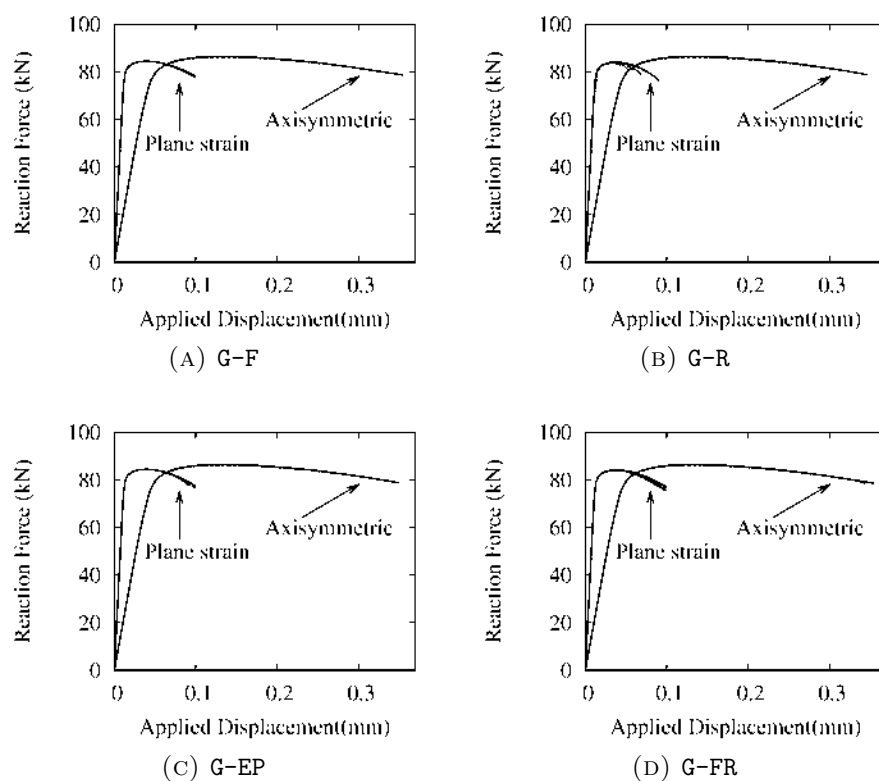 100
80
60
40
20
0
0
0.1
0.2
0.3
Reaction Force (kN)
Applied Displacement(mm)
Plane strain
Axisymmetric
(A) G-F
100
80
60
40
20
0
0
0.1
0.2
0.3
Reaction Force (kN)
Applied Displacement(mm)
Plane strain
Axisymmetric
(B) G-R
100
80
60
40
20
0
0
0.1
0.2
0.3
Reaction Force (kN)
Applied Displacement(mm)
Plane strain
Axisymmetric
(C) G-EP
100
80
60
40
20
0
0
0.1
0.2
0.3
Reaction Force (kN)
Applied Displacement(mm)
Plane strain
Axisymmetric
(D) G-FR